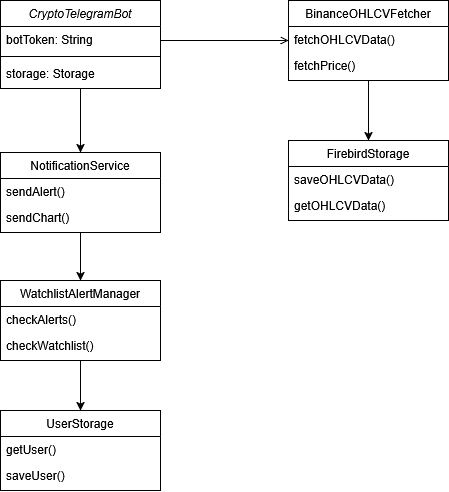 CryptoTelegramBot
botToken: String
storage: Storage
BinanceOHLCVFetcher
fetchOHLCVData()
fetchPrice()
NotificationService
sendAlert()
sendChart()
FirebirdStorage
saveOHLCVData()
getOHLCVData()
WatchlistAlertManager
checkAlerts()
checkWatchlist()
UserStorage
getUser()
saveUser()